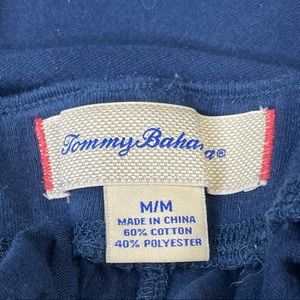 Tommy Bahama®
M/M
MADE IN CHINA
60% COTTON
40% POLYESTER